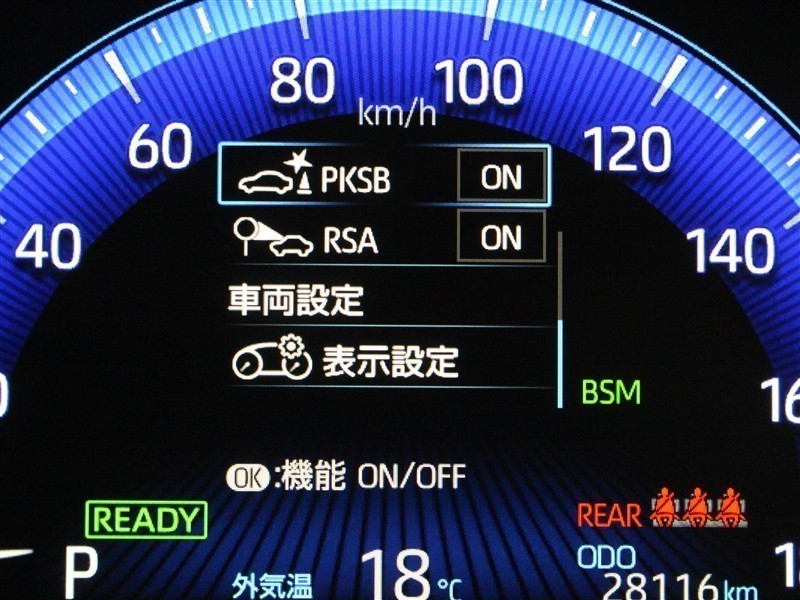 80
100
km/h
60
120
PKSB ON
40
RSA ON
140
車両設定
表示設定
BSM
OK:機能 ON/OFF
READY
REAR
P
外気温 18℃
ODO
28116km